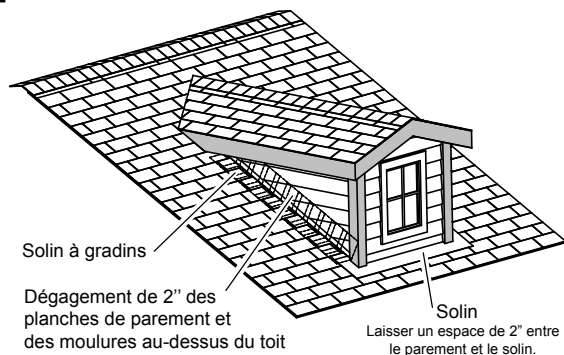 Solin à gradins
Dégagement de 2’’ des
planches de parement et
des moulures au-dessus du toit
Solin
Laisser un espace de 2” entre
le parement et le solin.